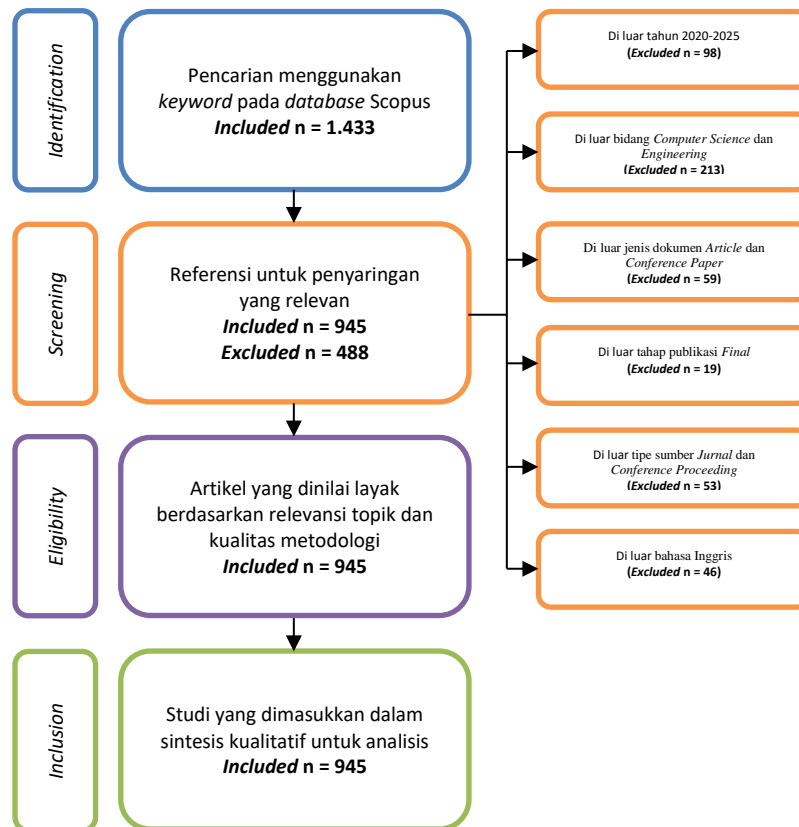 Identification
Pencarian menggunakan
keyword pada database Scopus
Included n = 1.433
Screening
Referensi untuk penyaringan
yang relevan
Included n = 945
Excluded n = 488
Eligibility
Artikel yang dinilai layak
berdasarkan relevansi topik dan
kualitas metodologi
Included n = 945
Inclusion
Studi yang dimasukkan dalam
sintesis kualitatif untuk analisis
Included n = 945
Di luar tahun 2020-2025
(Excluded n = 98)
Di luar bidang Computer Science dan
Engineering
(Excluded n = 213)
Di luar jenis dokumen Article dan
Conference Paper
(Excluded n = 59)
Di luar tahap publikasi Final
(Excluded n = 19)
Di luar tipe sumber Jurnal dan
Conference Proceeding
(Excluded n = 53)
Di luar bahasa Inggris
(Excluded n = 46)